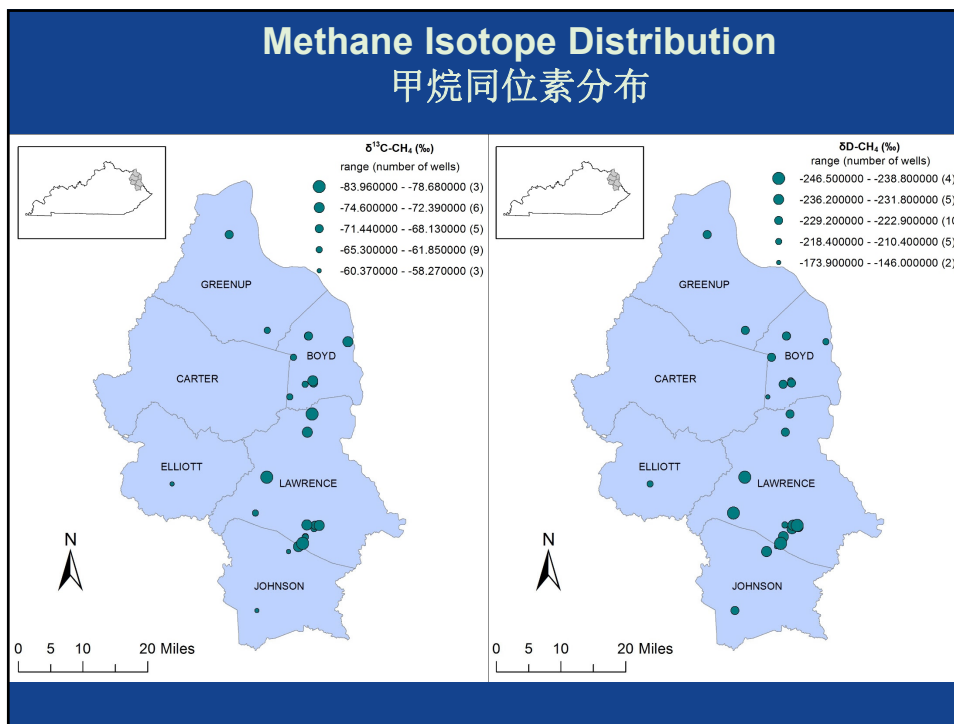 Methane Isotope Distribution
甲烷同位素分布
δ¹³C-CH₄ (‰)
range (number of wells)
-83.960000 - -78.680000 (3)
-74.600000 - -72.390000 (6)
-71.440000 - -68.130000 (5)
-65.300000 - -61.850000 (9)
-60.370000 - -58.270000 (3)
GREENUP
BOYD
CARTER
ELLIOTT
LAWRENCE
N
JOHNSON
0 5 10 20 Miles
δD-CH₄ (‰)
range (number of wells)
-246.500000 - -238.800000 (4)
-236.200000 - -231.800000 (5)
-229.200000 - -222.900000 (10
-218.400000 - -210.400000 (5)
-173.900000 - -146.000000 (2)
GREENUP
BOYD
CARTER
ELLIOTT
LAWRENCE
N
JOHNSON
0 5 10 20 Miles